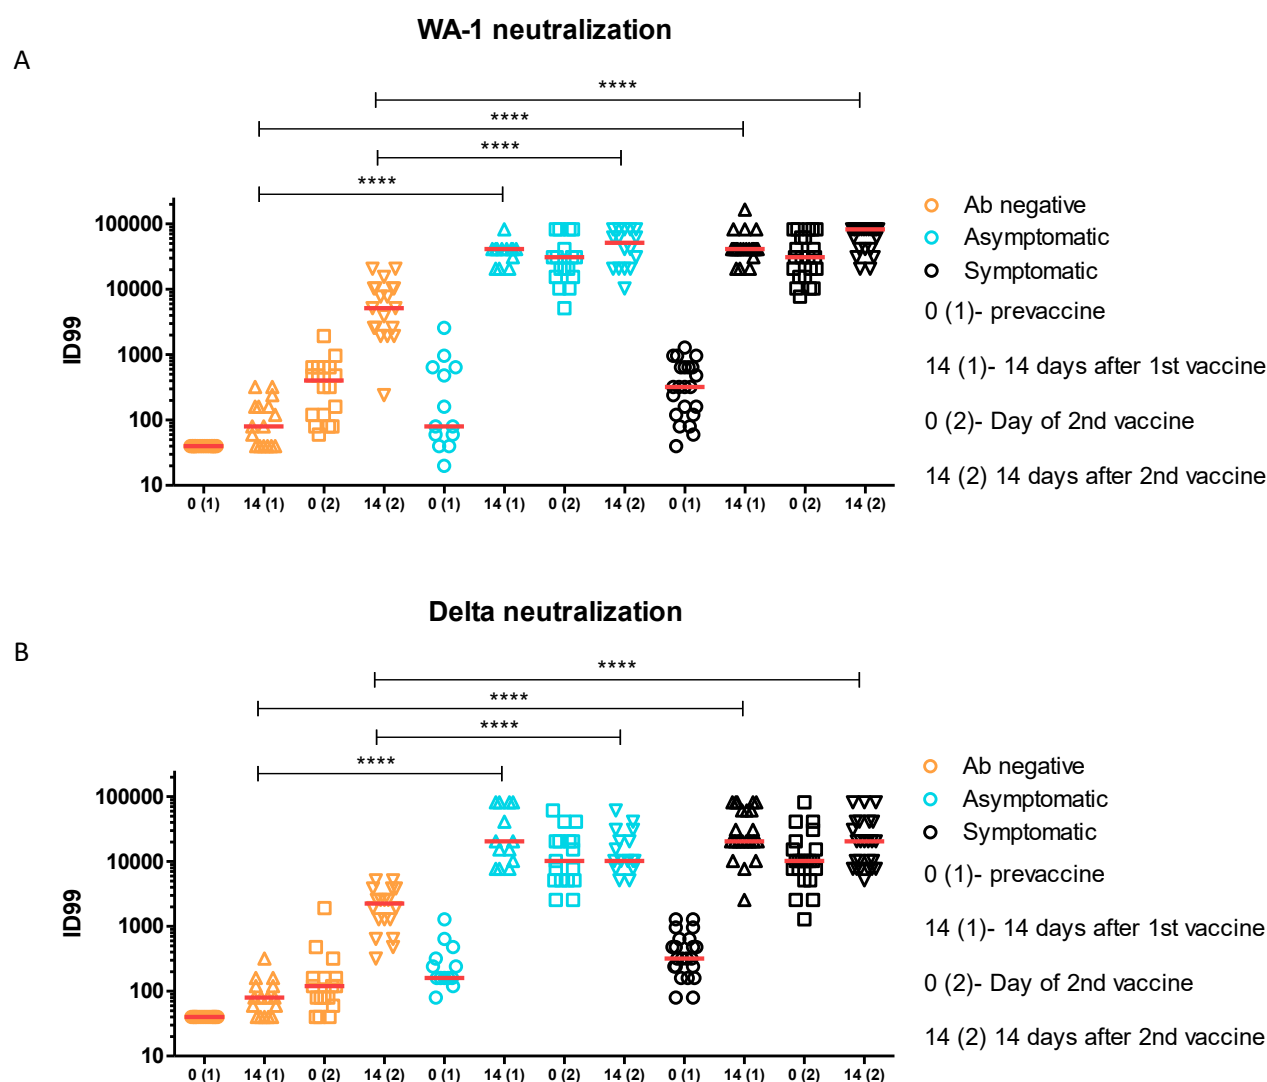 WA-1 neutralization
A
****
****
****
****
100000
10000
1000
100
10
ID99
0 (1) 14 (1) 0 (2) 14 (2) 0 (1) 14 (1) 0 (2) 14 (2) 0 (1) 14 (1) 0 (2) 14 (2)
Ab negative
Asymptomatic
Symptomatic
0 (1)- prevaccine
14 (1)- 14 days after 1st vaccine
0 (2)- Day of 2nd vaccine
14 (2) 14 days after 2nd vaccine
Delta neutralization
B
****
****
****
****
100000
10000
1000
100
10
ID99
0 (1) 14 (1) 0 (2) 14 (2) 0 (1) 14 (1) 0 (2) 14 (2) 0 (1) 14 (1) 0 (2) 14 (2)
Ab negative
Asymptomatic
Symptomatic
0 (1)- prevaccine
14 (1)- 14 days after 1st vaccine
0 (2)- Day of 2nd vaccine
14 (2) 14 days after 2nd vaccine